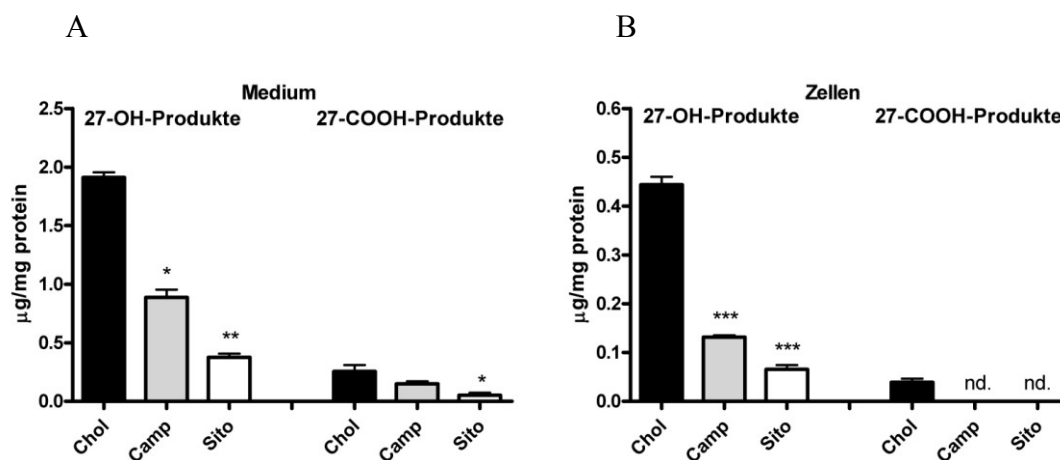 A
Medium
27-OH-Produkte 27-COOH-Produkte
µg/mg protein
2.5
2.0
1.5
1.0
0.5
0.0
*
**
*
Chol Camp Sito Chol Camp Sito
B
Zellen
27-OH-Produkte 27-COOH-Produkte
µg/mg protein
0.6
0.5
0.4
0.3
0.2
0.1
0.0
***
***
nd. nd.
Chol Camp Sito Chol Camp Sito